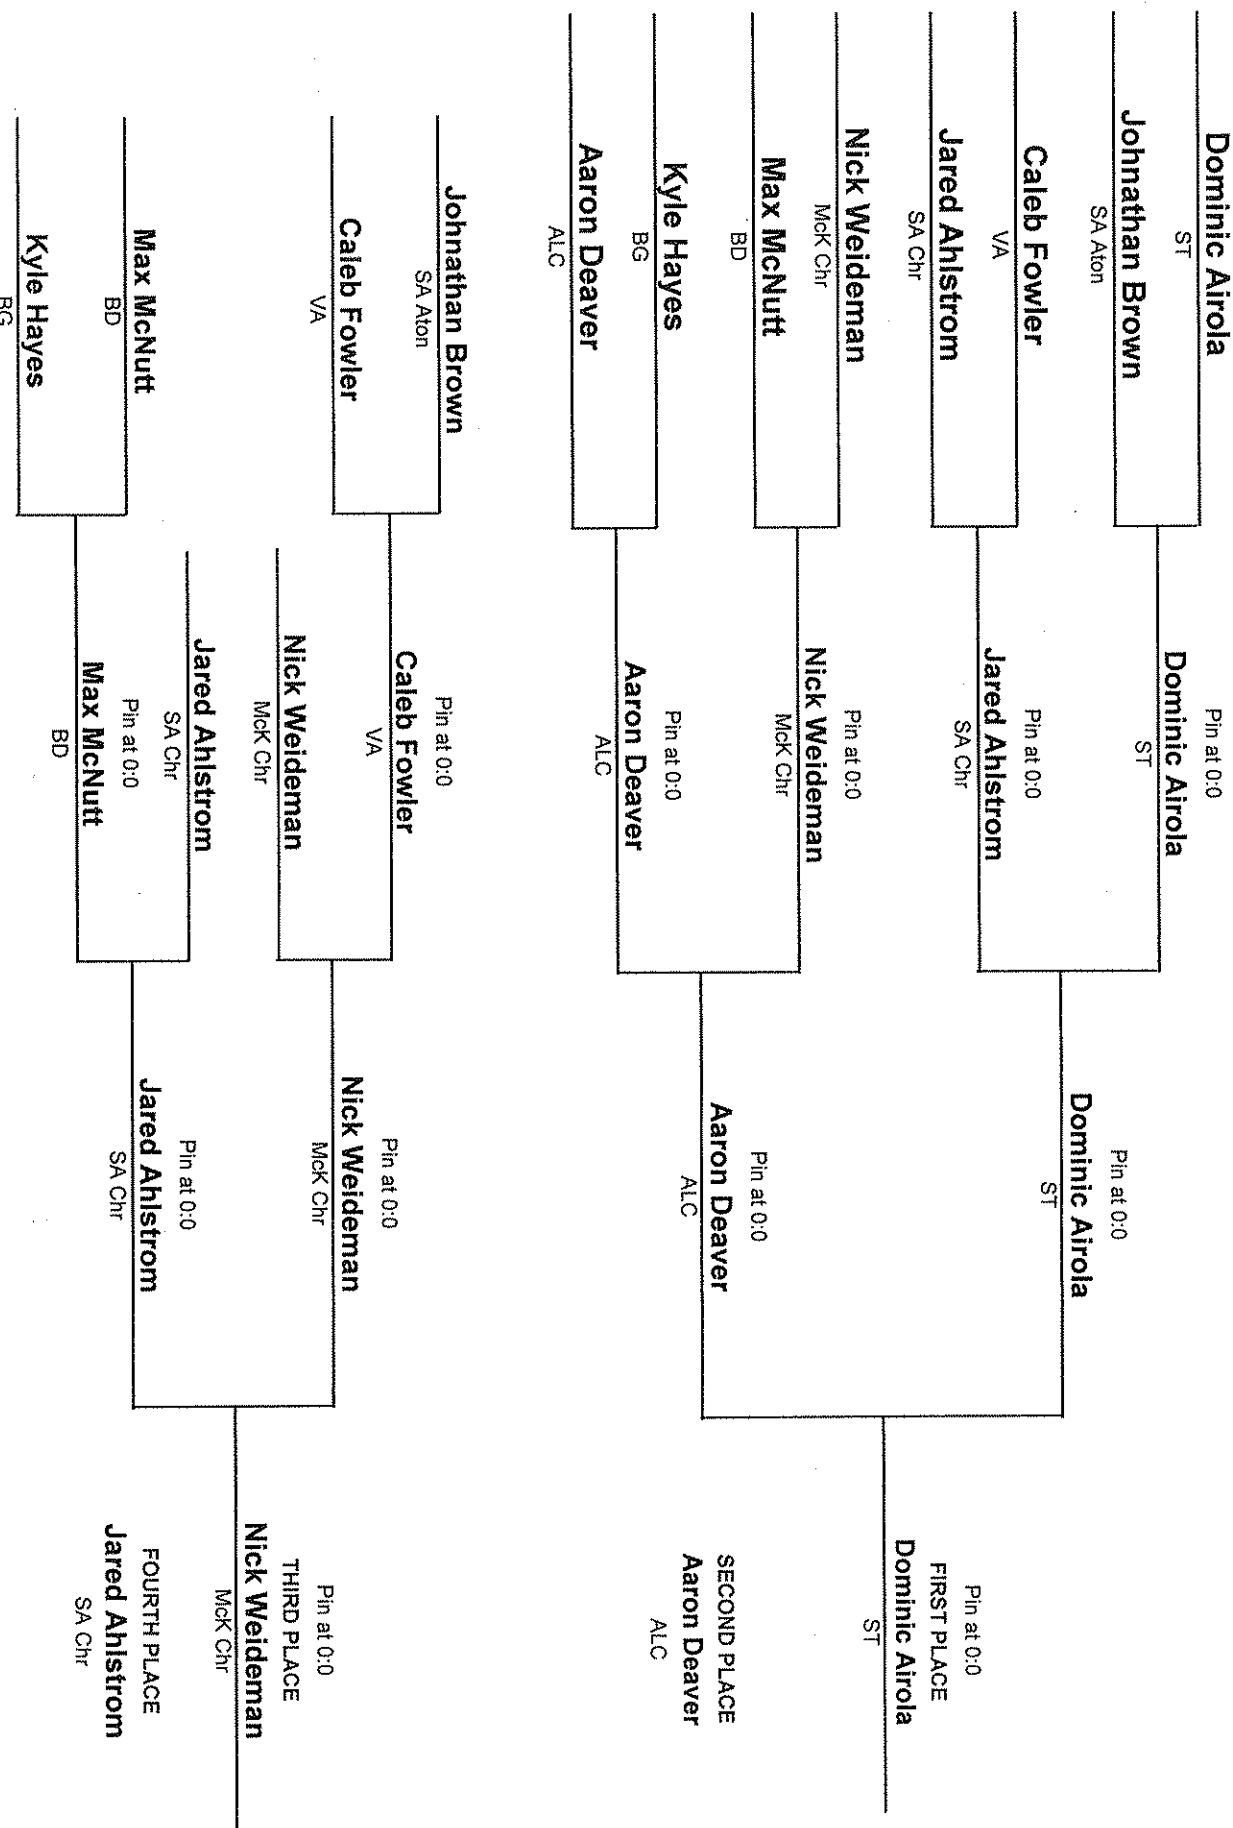 Dominic Airola
ST
Johnathan Brown
SA Aton
Caleb Fowler
VA
Jared Ahlstrom
SA Chr
Nick Weideman
McK Chr
Max McNutt
BD
Kyle Hayes
BG
Aaron Deaver
ALC
Pin at 0:0
Dominic Airola
ST
Pin at 0:0
Jared Ahlstrom
SA Chr
Pin at 0:0
Nick Weideman
McK Chr
Pin at 0:0
Aaron Deaver
ALC
Pin at 0:0
Dominic Airola
ST
Pin at 0:0
Aaron Deaver
ALC
Pin at 0:0
FIRST PLACE
Dominic Airola
ST
SECOND PLACE
Aaron Deaver
ALC
Johnathan Brown
SA Aton
Caleb Fowler
VA
Max McNutt
BD
Kyle Hayes
BG
Pin at 0:0
Caleb Fowler
VA
Nick Weideman
McK Chr
Jared Ahlstrom
SA Chr
Pin at 0:0
Max McNutt
BD
Pin at 0:0
Nick Weideman
McK Chr
Pin at 0:0
Jared Ahlstrom
SA Chr
Pin at 0:0
THIRD PLACE
Nick Weideman
McK Chr
FOURTH PLACE
Jared Ahlstrom
SA Chr